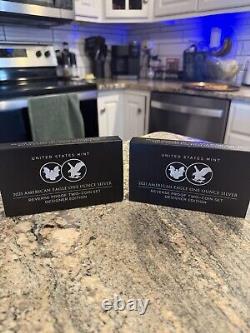 UNITED STATES MINT
2021 AMERICAN EAGLE ONE OUNCE SILVER
REVERSE PROOF TWO-COIN SET
DESIGNER EDITION
UNITED STATES MINT
2021 AMERICAN EAGLE ONE OUNCE SILVER
REVERSE PROOF TWO-COIN SET
DESIGNER EDITION